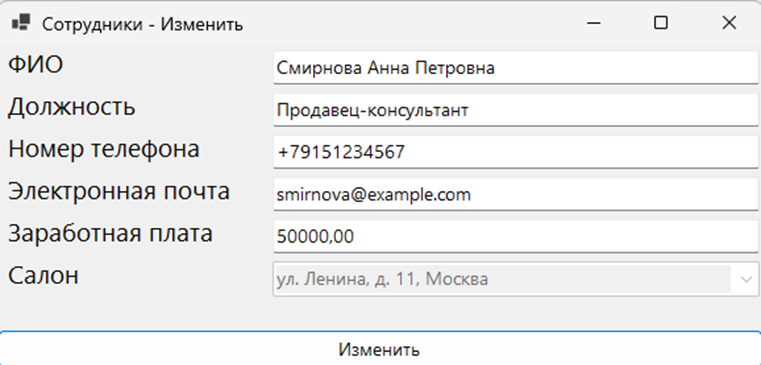 Сотрудники - Изменить
ФИО Смирнова Анна Петровна
Должность Продавец-консультант
Номер телефона +79151234567
Электронная почта smirnova@example.com
Заработная плата 50000,00
Салон ул. Ленина, д. 11, Москва
Изменить